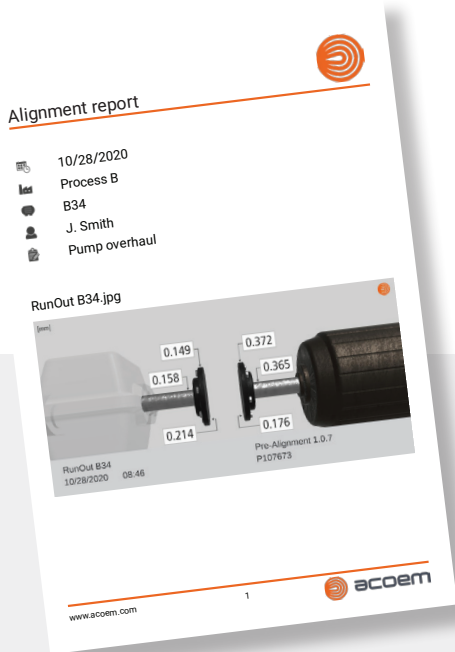 Alignment report
10/28/2020
Process B
B34
J. Smith
Pump overhaul
RunOut B34.jpg
[mm]
0.149
0.372
0.158
0.365
0.214
0.176
RunOut B34
10/28/2020 08:46
Pre-Alignment 1.0.7
P107673
www.acoem.com
1
acoem